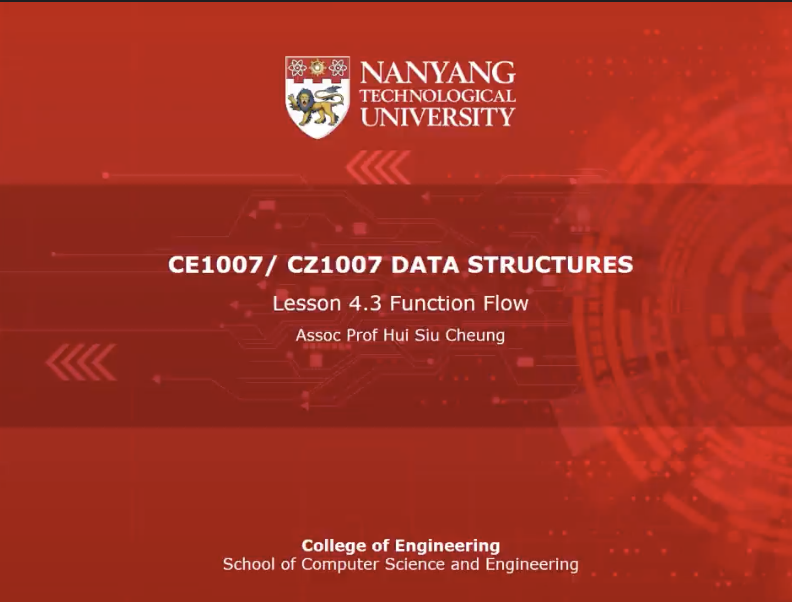 NANYANG
TECHNOLOGICAL
UNIVERSITY
CE1007/ CZ1007 DATA STRUCTURES
Lesson 4.3 Function Flow
Assoc Prof Hui Siu Cheung
College of Engineering
School of Computer Science and Engineering